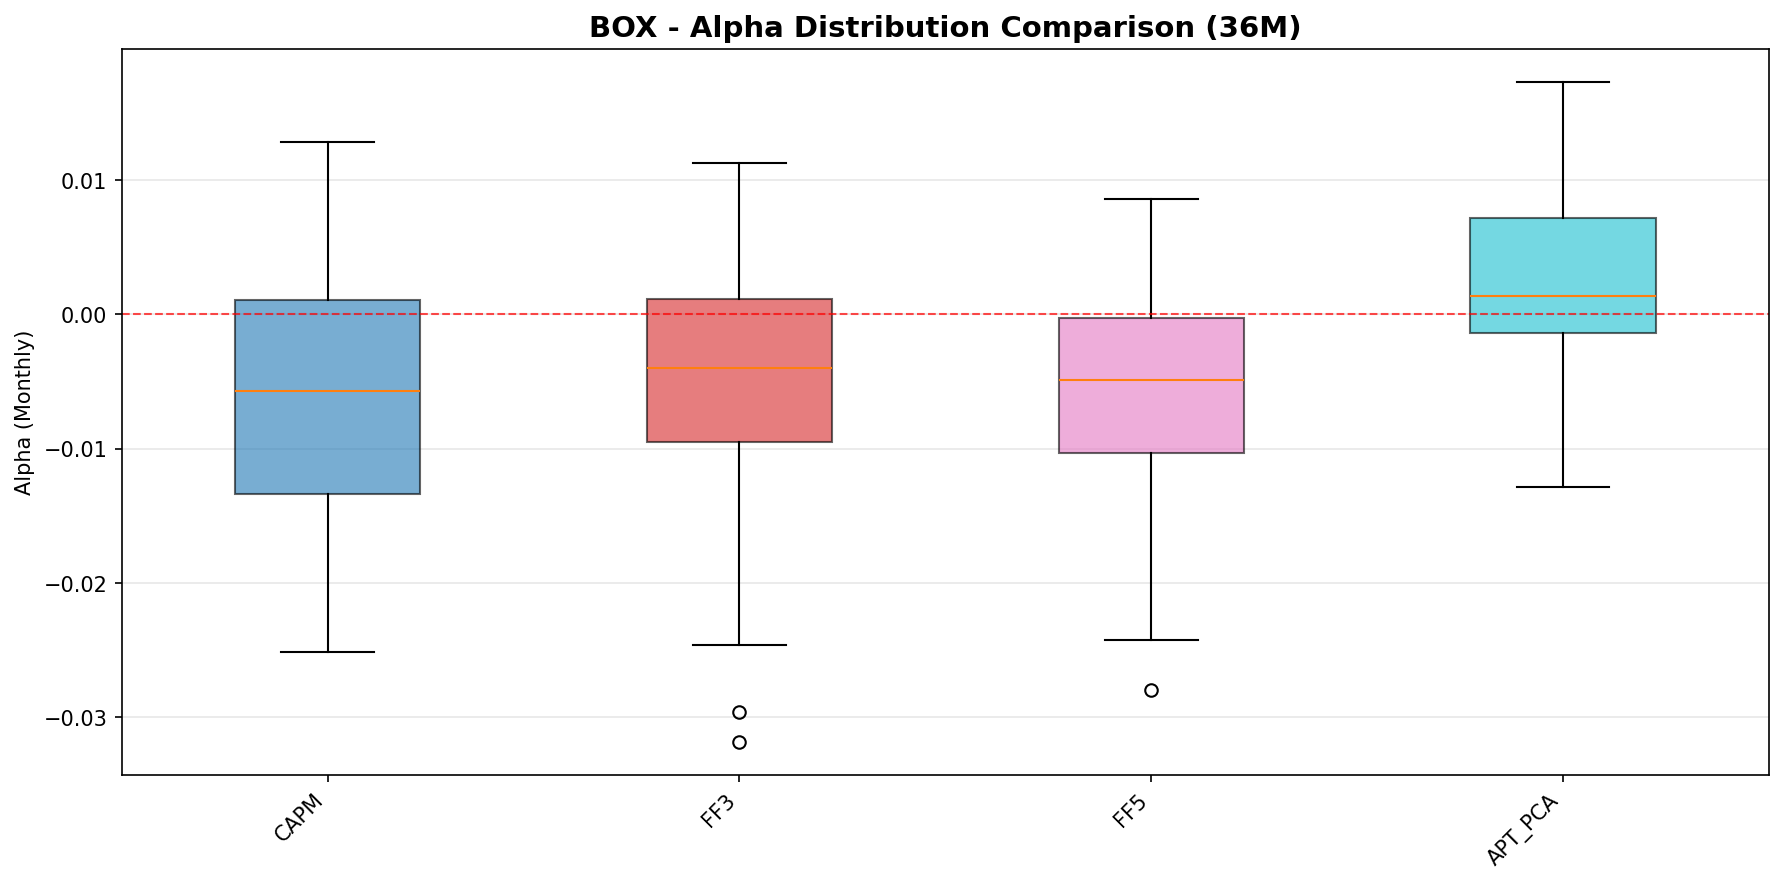 BOX - Alpha Distribution Comparison (36M)
Alpha (Monthly)
0.01
0.00
−0.01
−0.02
−0.03
CAPM
FF3
FF5
APT_PCA